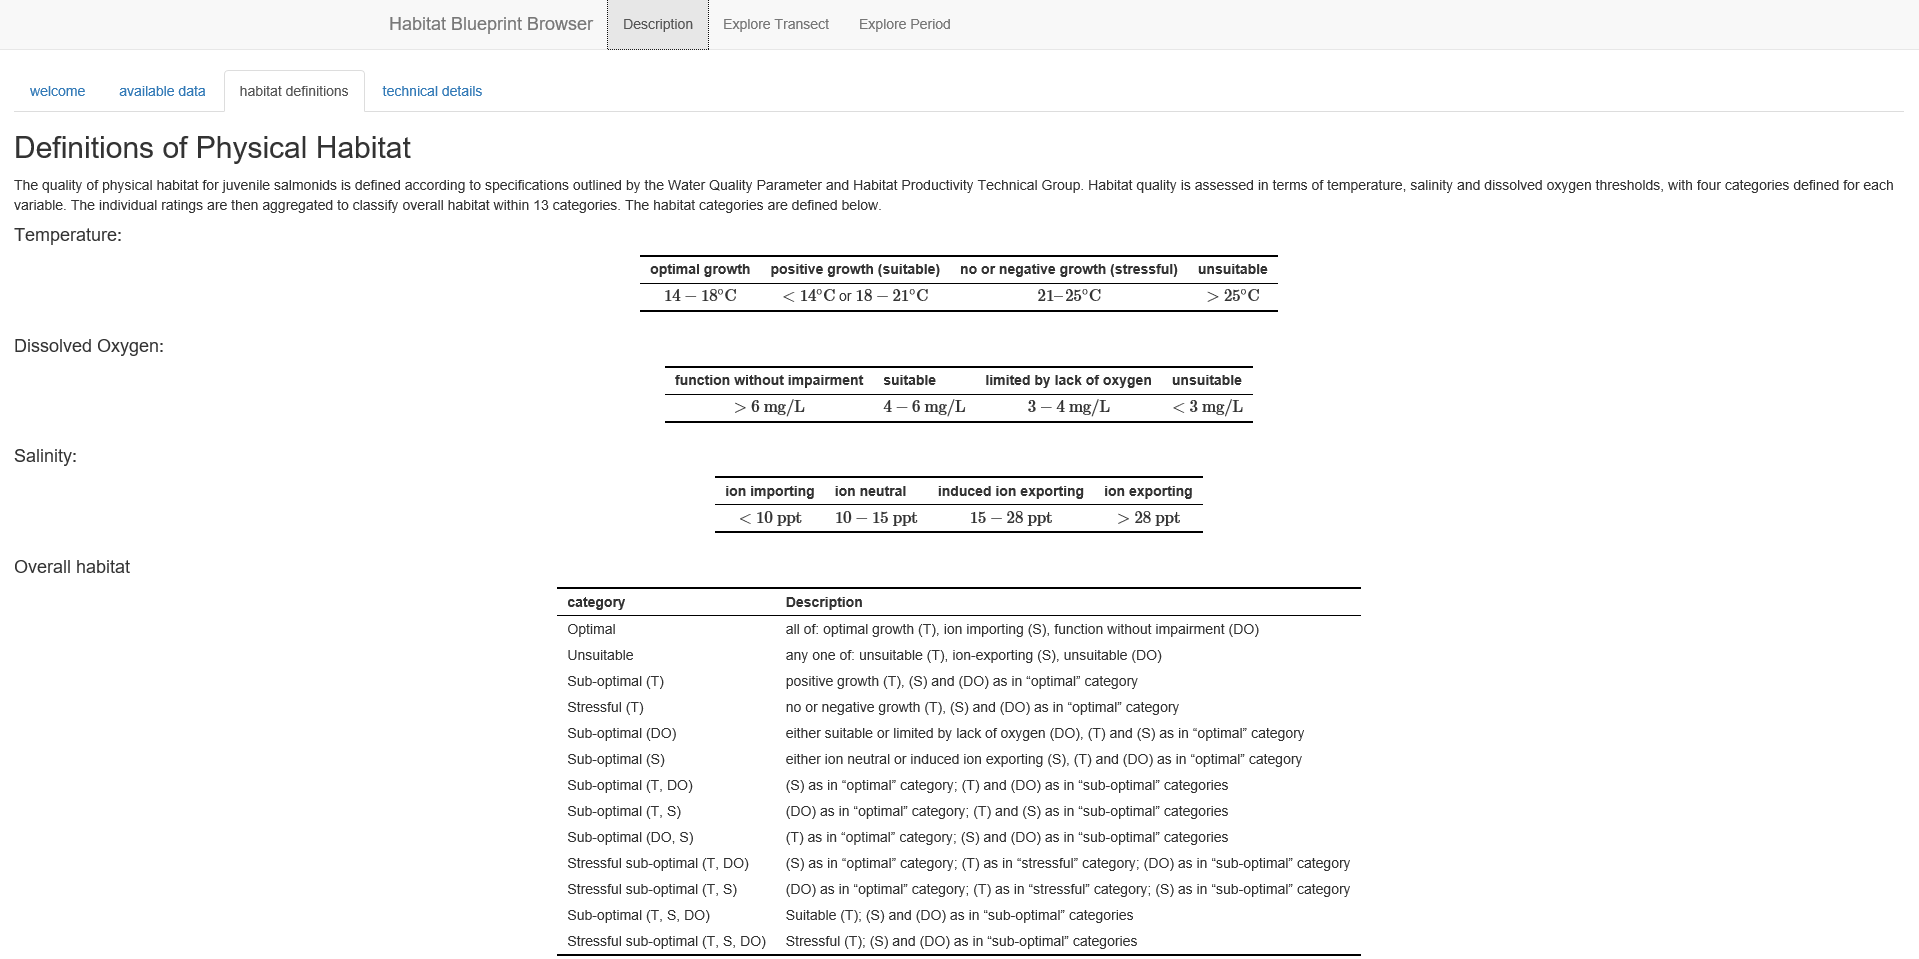 Habitat Blueprint Browser Description Explore Transect Explore Period
welcome available data habitat definitions technical details
Definitions of Physical Habitat
The quality of physical habitat for juvenile salmonids is defined according to specifications outlined by the Water Quality Parameter and Habitat Productivity Technical Group. Habitat quality is assessed in terms of temperature, salinity and dissolved oxygen thresholds, with four categories defined for each
variable. The individual ratings are then aggregated to classify overall habitat within 13 categories. The habitat categories are defined below.
Temperature:
optimal growth positive growth (suitable) no or negative growth (stressful) unsuitable
14 − 18°C < 14°C or 18 − 21°C 21–25°C > 25°C
Dissolved Oxygen:
function without impairment suitable limited by lack of oxygen unsuitable
> 6 mg/L 4 − 6 mg/L 3 − 4 mg/L < 3 mg/L
Salinity:
ion importing ion neutral induced ion exporting ion exporting
< 10 ppt 10 − 15 ppt 15 − 28 ppt > 28 ppt
Overall habitat
category Description
Optimal all of: optimal growth (T), ion importing (S), function without impairment (DO)
Unsuitable any one of: unsuitable (T), ion-exporting (S), unsuitable (DO)
Sub-optimal (T) positive growth (T), (S) and (DO) as in “optimal” category
Stressful (T) no or negative growth (T), (S) and (DO) as in “optimal” category
Sub-optimal (DO) either suitable or limited by lack of oxygen (DO), (T) and (S) as in “optimal” category
Sub-optimal (S) either ion neutral or induced ion exporting (S), (T) and (DO) as in “optimal” category
Sub-optimal (T, DO) (S) as in “optimal” category; (T) and (DO) as in “sub-optimal” categories
Sub-optimal (T, S) (DO) as in “optimal” category; (T) and (S) as in “sub-optimal” categories
Sub-optimal (DO, S) (T) as in “optimal” category; (S) and (DO) as in “sub-optimal” categories
Stressful sub-optimal (T, DO) (S) as in “optimal” category; (T) as in “stressful” category; (DO) as in “sub-optimal” category
Stressful sub-optimal (T, S) (DO) as in “optimal” category; (T) as in “stressful” category; (S) as in “sub-optimal” category
Sub-optimal (T, S, DO) Suitable (T); (S) and (DO) as in “sub-optimal” categories
Stressful sub-optimal (T, S, DO) Stressful (T); (S) and (DO) as in “sub-optimal” categories